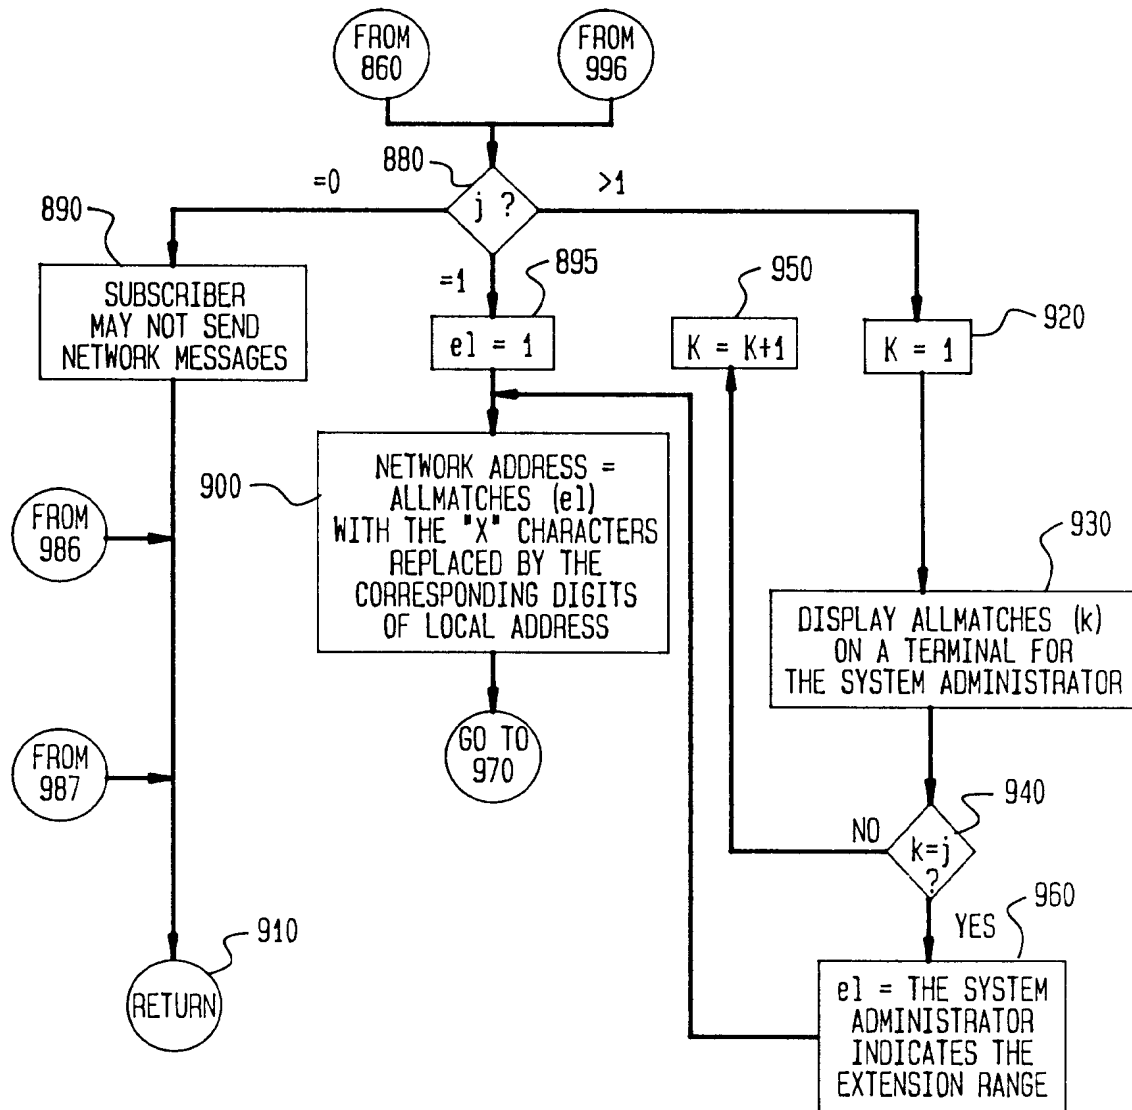 FROM
860
FROM
996
880
=0
j ?
>1
890
=1
895
950
920
SUBSCRIBER
MAY NOT SEND
NETWORK MESSAGES
el = 1
K = K+1
K = 1
900
NETWORK ADDRESS =
ALLMATCHES (el)
WITH THE "X" CHARACTERS
REPLACED BY THE
CORRESPONDING DIGITS
OF LOCAL ADDRESS
FROM
986
930
DISPLAY ALLMATCHES (k)
ON A TERMINAL FOR
THE SYSTEM ADMINISTRATOR
FROM
987
GO TO
970
940
NO
k=j
?
960
YES
910
RETURN
el = THE SYSTEM
ADMINISTRATOR
INDICATES THE
EXTENSION RANGE